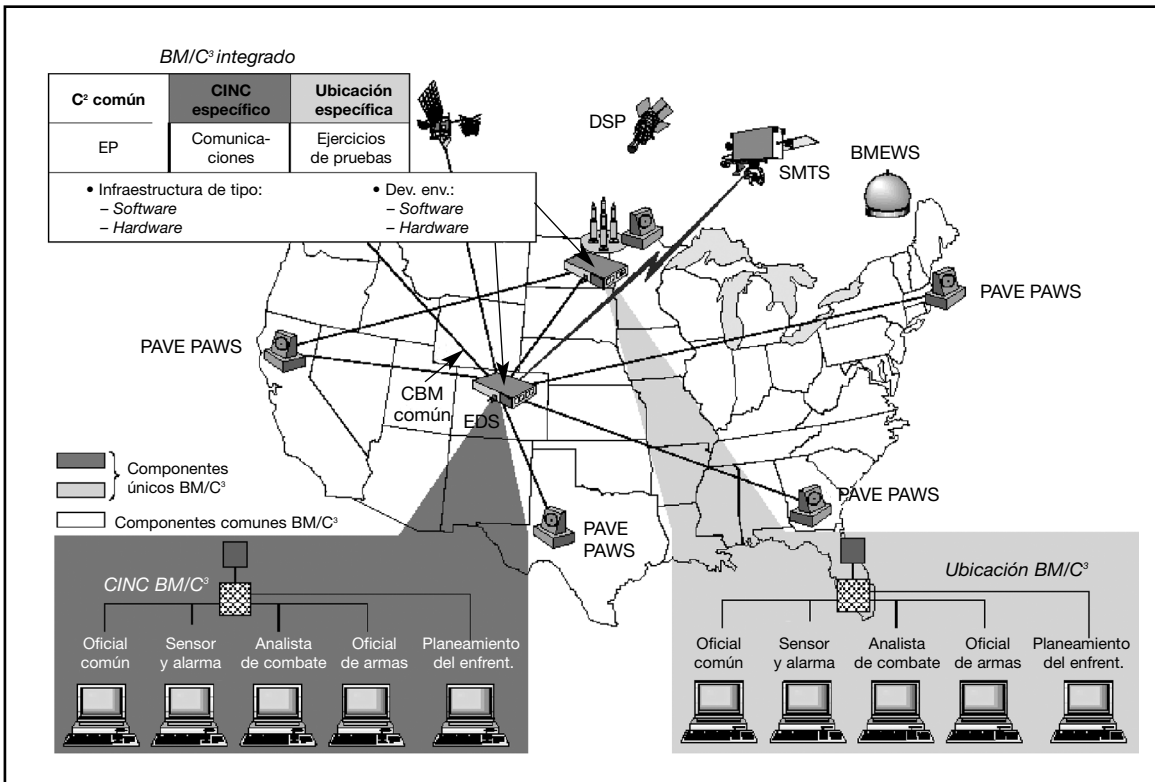 BM/C³ integrado
C² común
CINC
específico
Ubicación
específica
EP
Comunica-
ciones
Ejercicios
de pruebas
• Infraestructura de tipo:
– Software
– Hardware
• Dev. env.:
– Software
– Hardware
DSP
SMTS
BMEWS
PAVE PAWS
PAVE PAWS
CBM
común
EDS
PAVE PAWS
PAVE
PAWS
Componentes
únicos BM/C³
Componentes comunes BM/C³
CINC BM/C³
Oficial
común
Sensor
y alarma
Analista
de combate
Oficial
de armas
Planeamiento
del enfrent.
Ubicación BM/C³
Oficial
común
Sensor
y alarma
Analista
de combate
Oficial
de armas
Planeamiento
del enfrent.